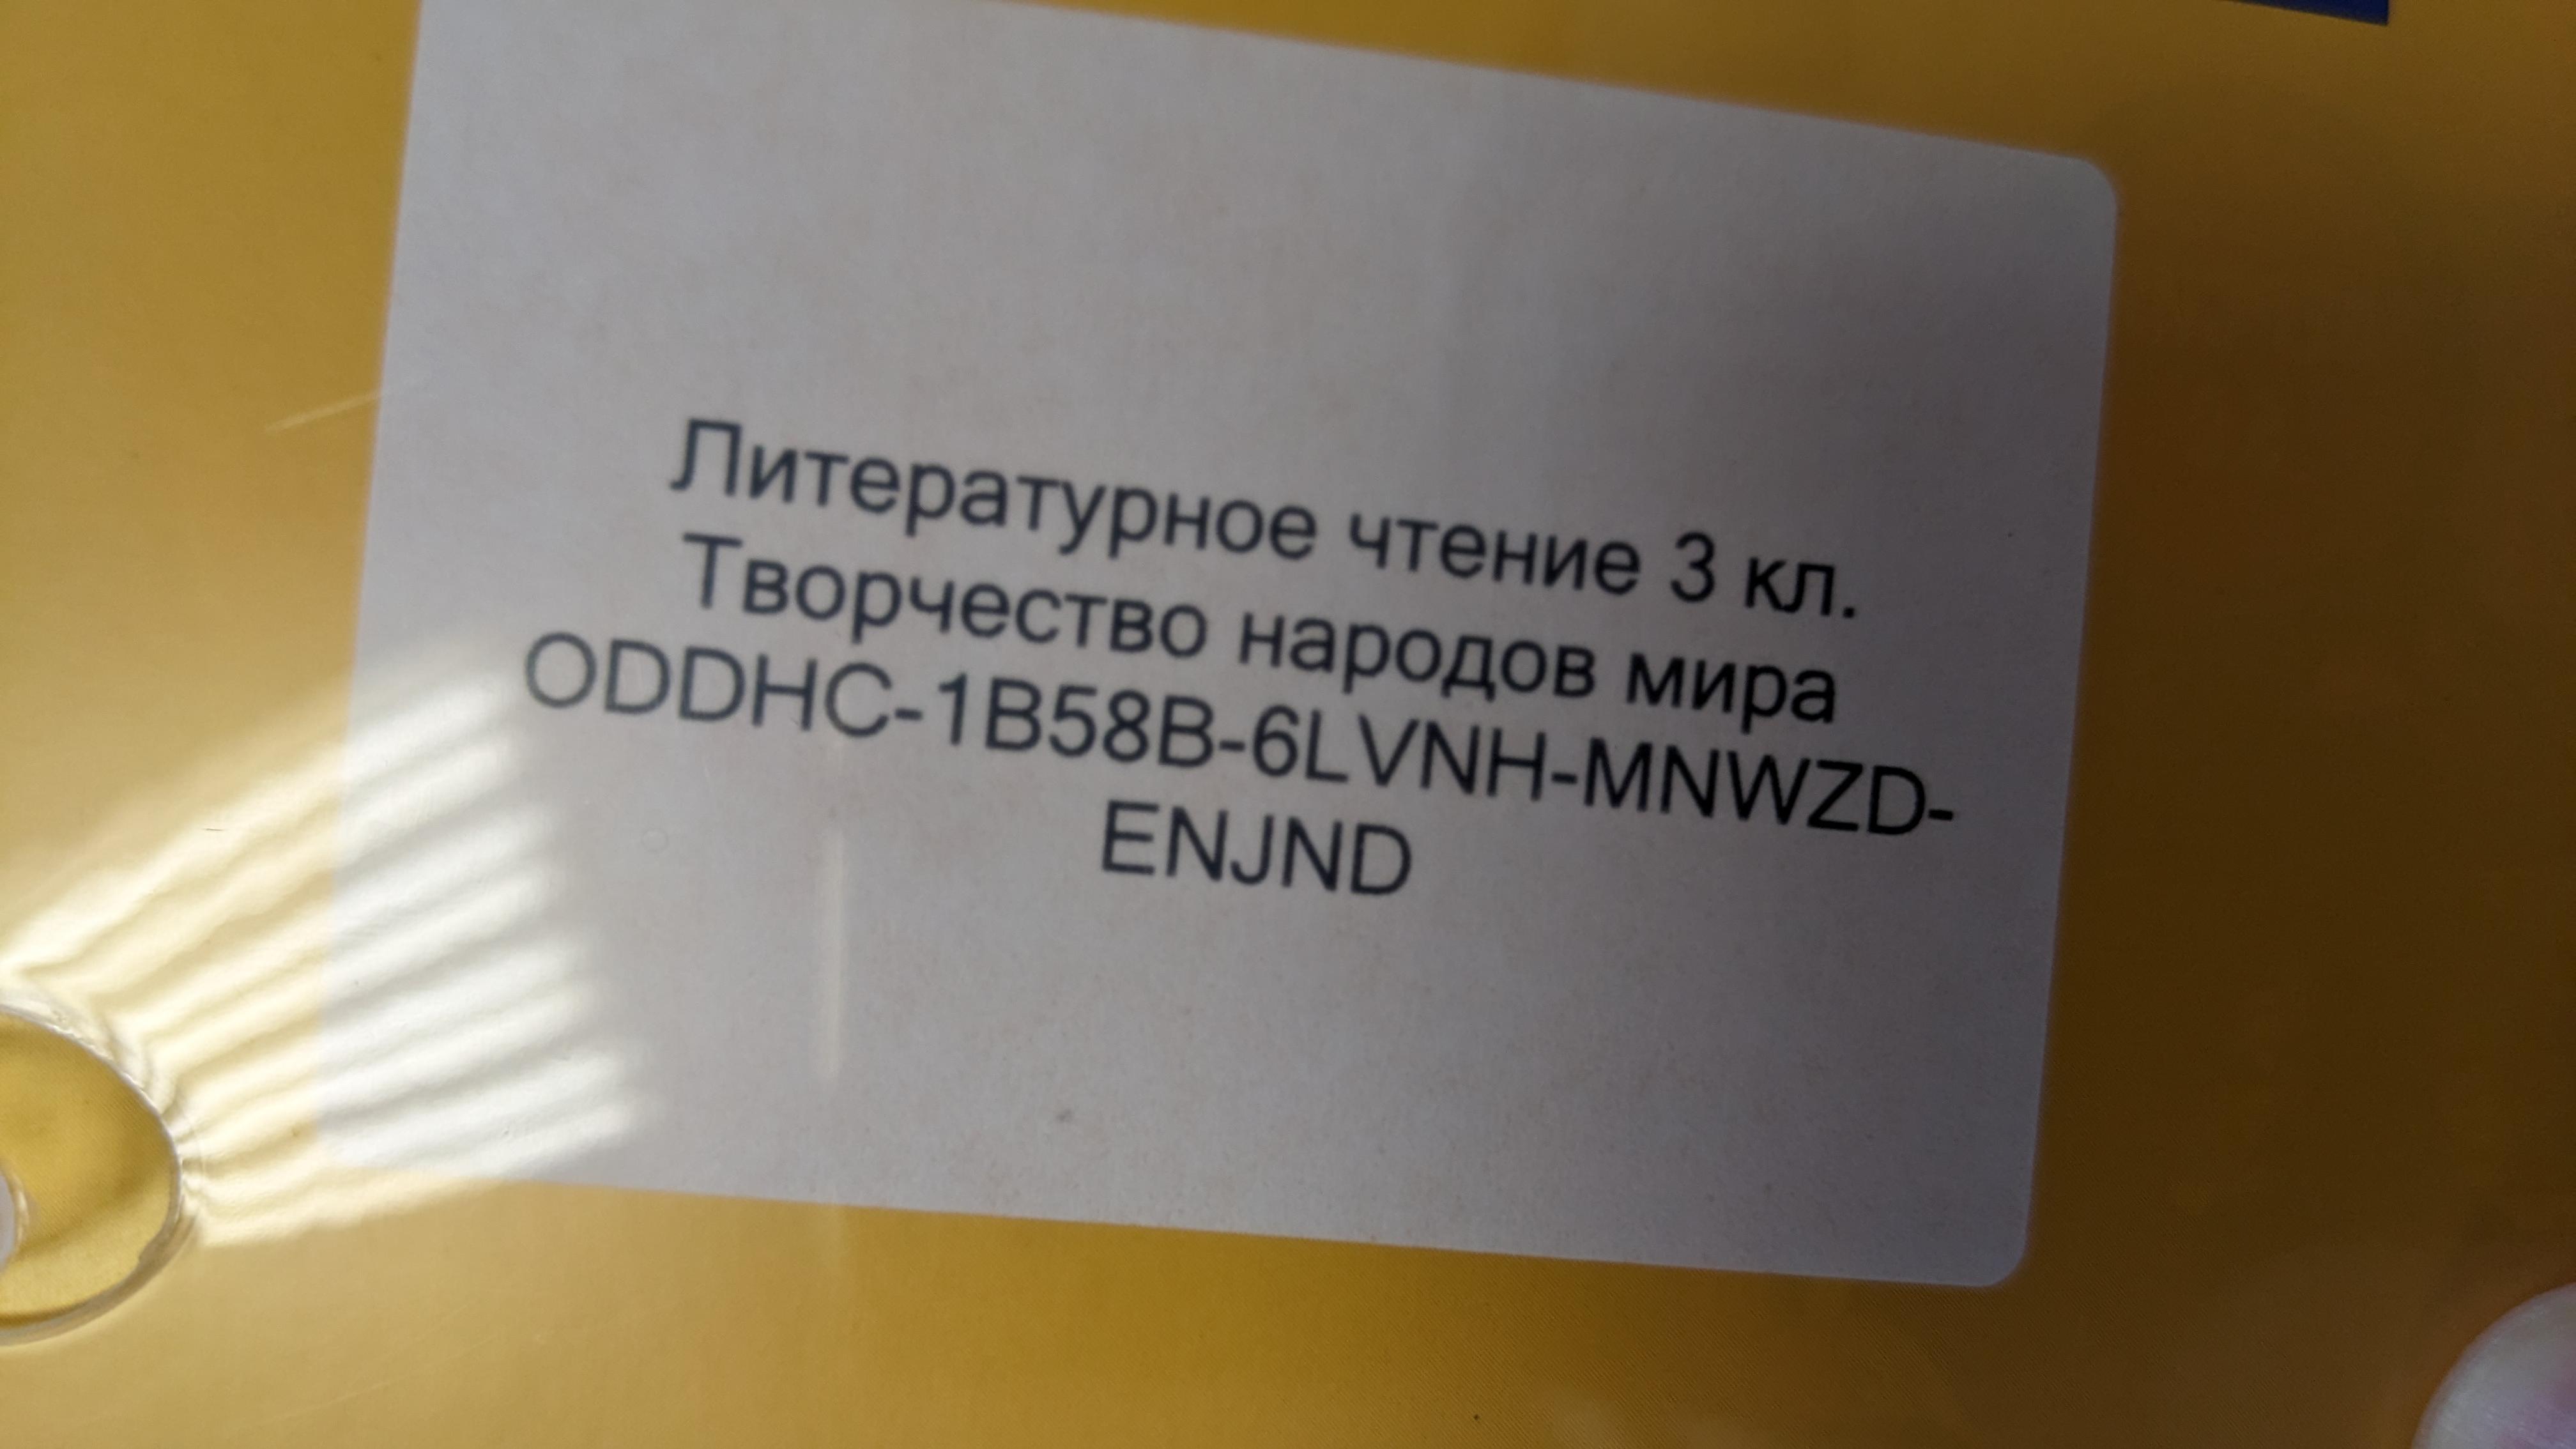 Литературное чтение 3 кл.
Творчество народов мира
ODDHC-1B58B-6LVNH-MNWZD-
ENJND